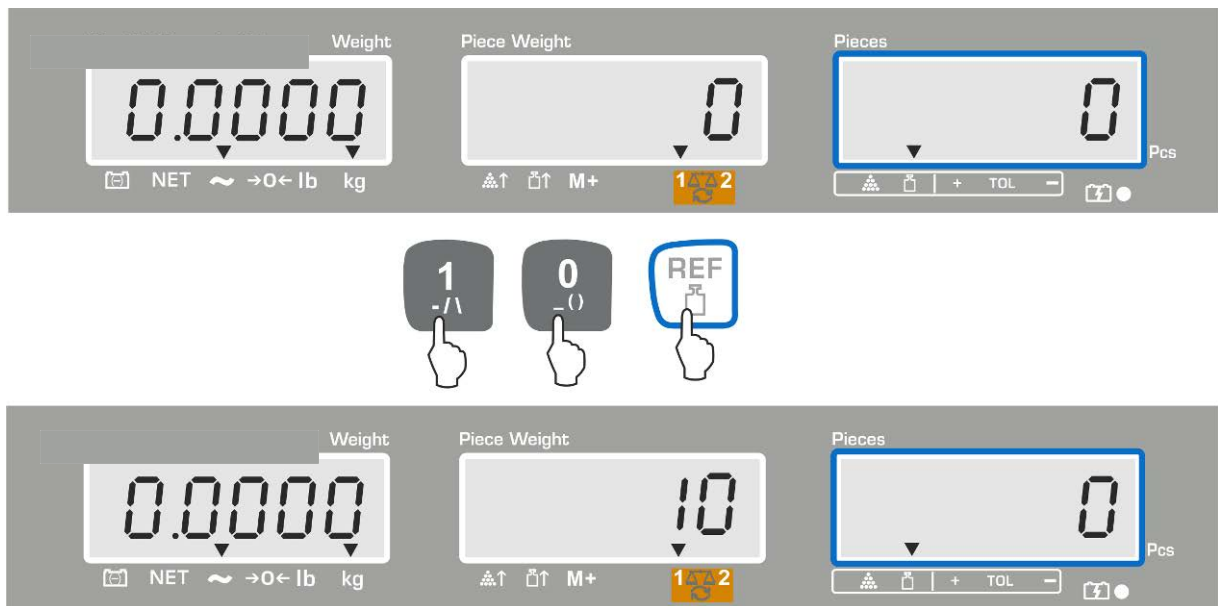 Weight Piece Weight Pieces
0.0000 0 0
Pcs
NET ~ →0← lb kg M+ 1 2 + TOL −
1 0 REF
-/\ _()
Weight Piece Weight Pieces
0.0000 10 0
Pcs
NET ~ →0← lb kg M+ 1 2 + TOL −